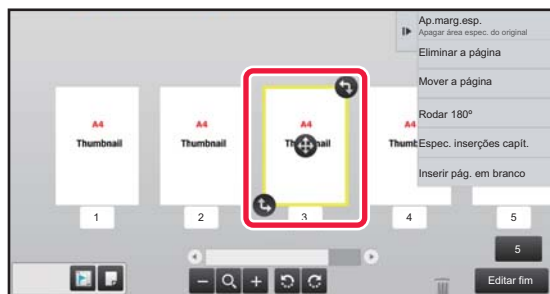 Ap.marg.esp.
Apagar área espec. do original
Eliminar a página
Mover a página
Rodar 180º
Espec. inserções capít.
Inserir pág. em branco
A4
Thumbnail
A4
Thumbnail
A4
A4
1
2
3
4
5
5
Editar fim